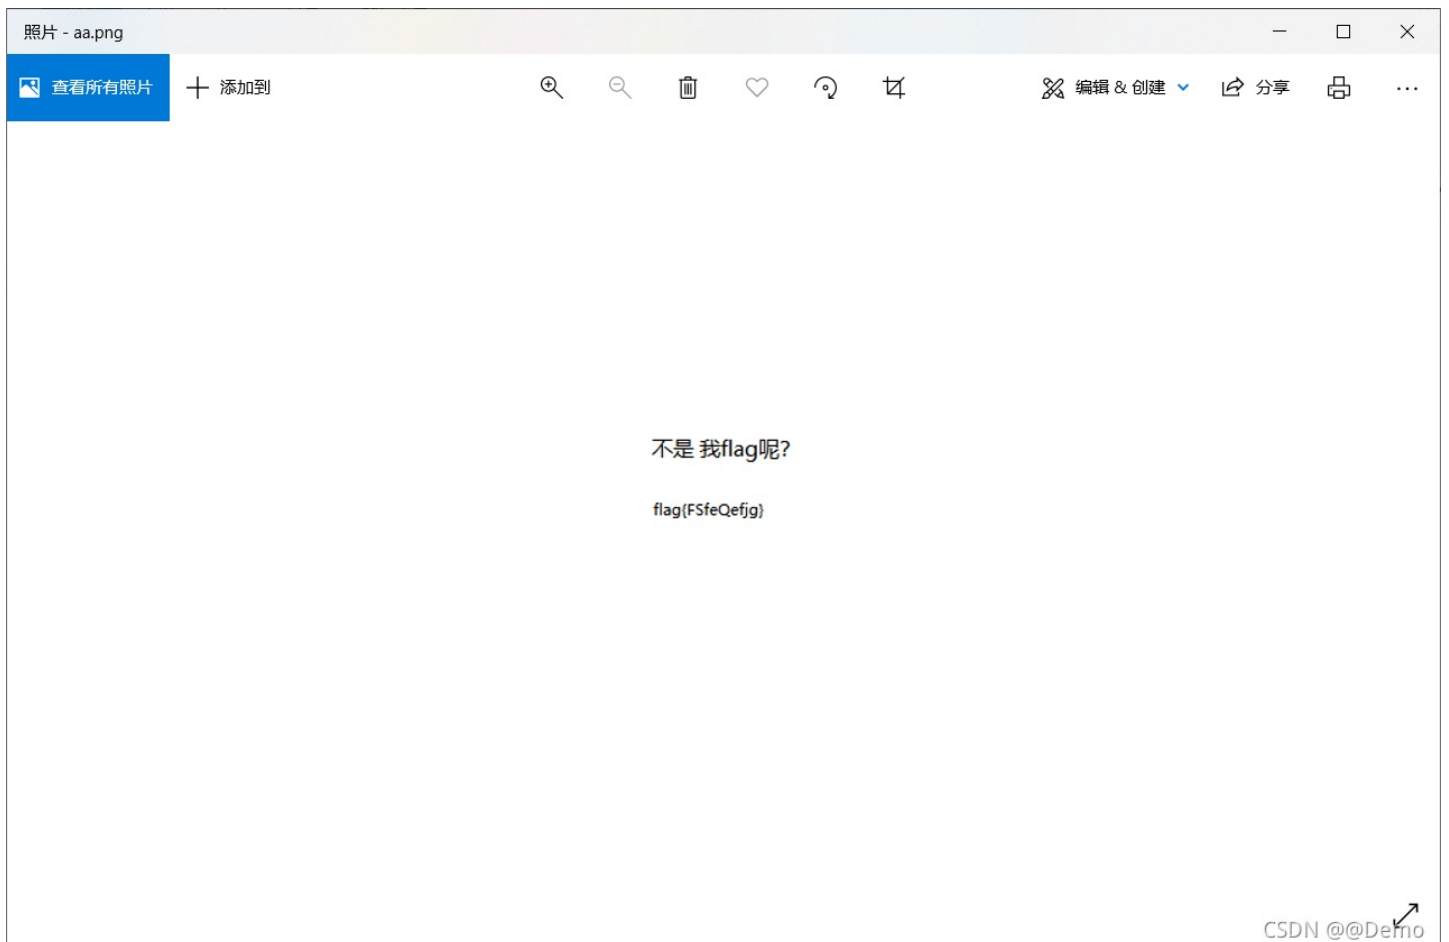 照片 - aa.png
查看所有照片 添加到 编辑 & 创建 分享
不是 我flag呢?
flag{FSfeQefjg}
CSDN @@Demo